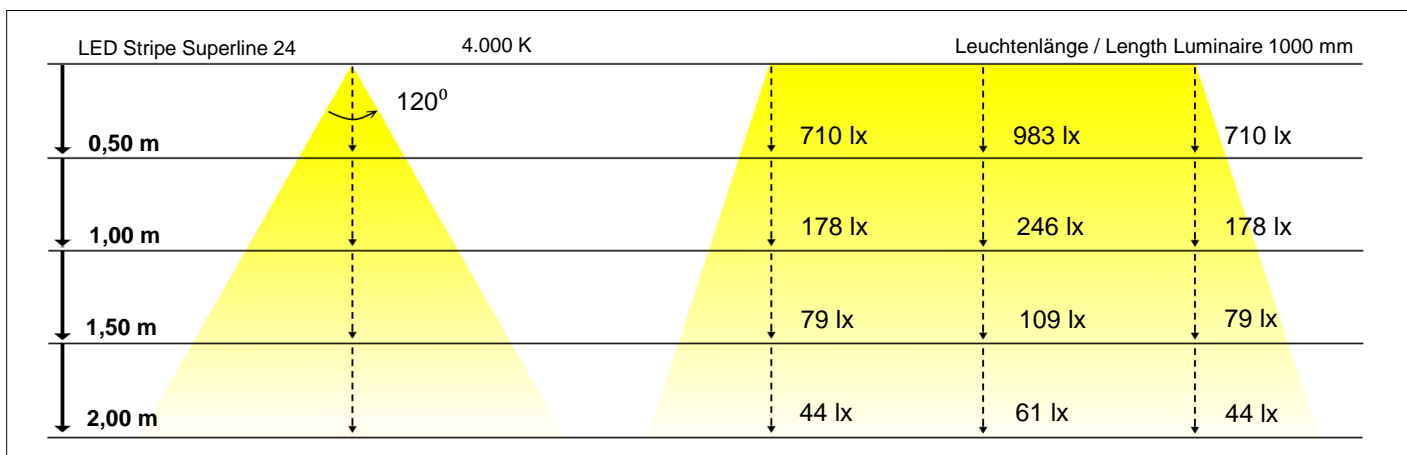 LED Stripe Superline 24 4.000 K Leuchtenlänge / Length Luminaire 1000 mm
120⁰
0,50 m 710 lx 983 lx 710 lx
1,00 m 178 lx 246 lx 178 lx
1,50 m 79 lx 109 lx 79 lx
2,00 m 44 lx 61 lx 44 lx